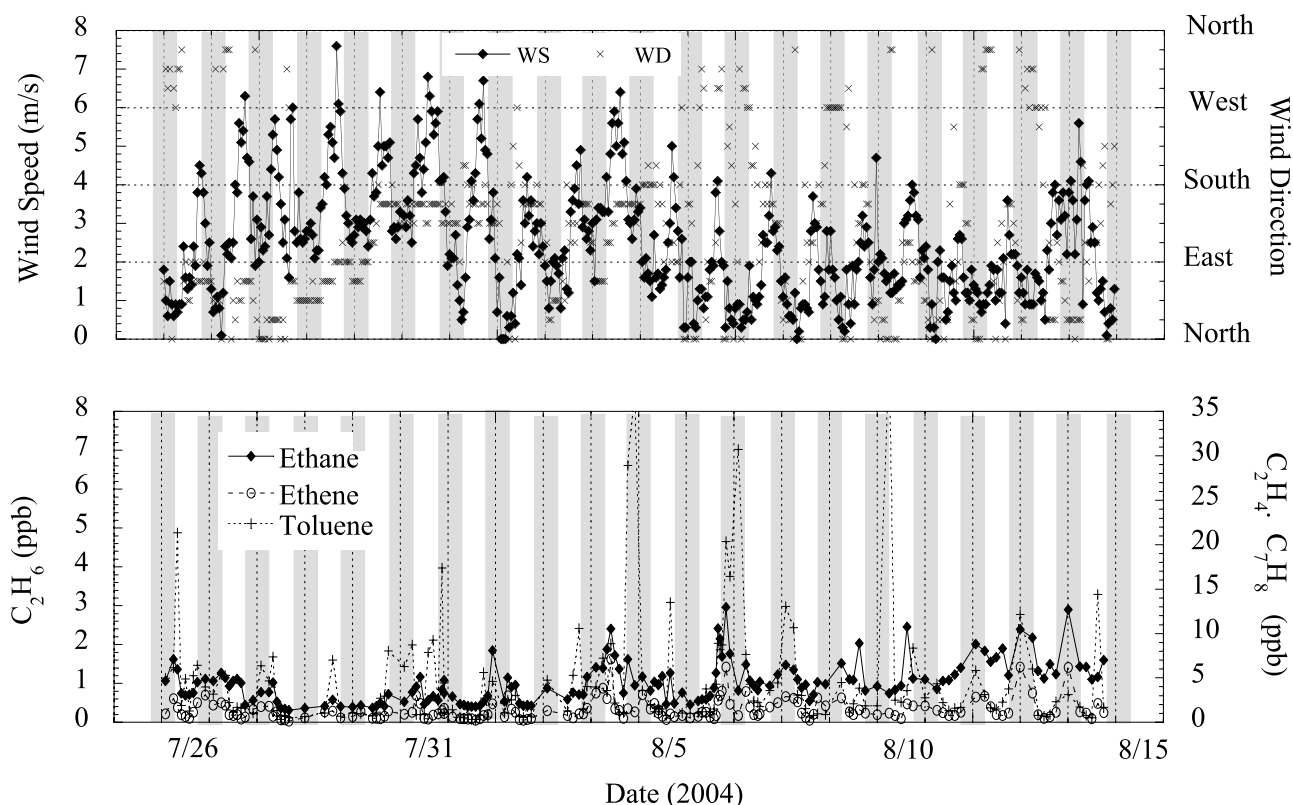 8
7
6
5
4
3
2
1
0
Wind Speed (m/s)
WS
WD
North
West
South
East
North
Wind Direction
8
7
6
5
4
3
2
1
0
C2H6 (ppb)
Ethane
Ethene
Toluene
35
30
25
20
15
10
5
0
C2H4. C7H8 (ppb)
7/26
7/31
8/5
8/10
8/15
Date (2004)